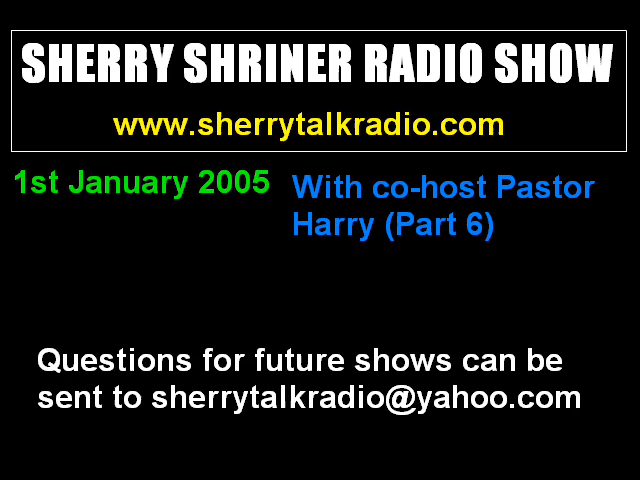 SHERRY SHRINER RADIO SHOW
www.sherrytalkradio.com
1st January 2005
With co-host Pastor
Harry (Part 6)
Questions for future shows can be
sent to sherrytalkradio@yahoo.com